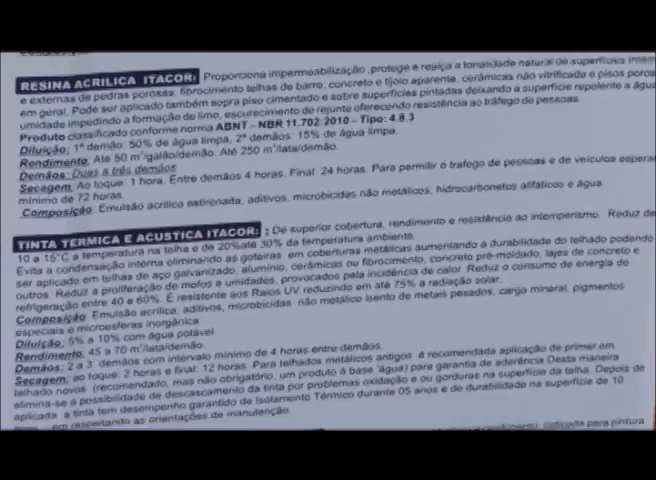 RESINA ACRILICA ITACOR: Proporciona impermeabilização ,protege e realça a tonalidade natural de superfícies intern
e externas de pedras porosas, fibrocimento telhas de barro, concreto e tijolo aparente, cerâmicas não vitrificada e pisos poros
em geral. Pode ser aplicado também sobra piso cimentado e sobre superfícies pintadas deixando a superfície repelente a água
umidade impedindo a formação de limo, escurecimento de rejunte oferecendo resistência ao tráfego de pessoas.
Produto classificado conforme norma ABNT – NBR 11.702:2010 – Tipo: 4.8.3
Diluição: 1ª demão: 50% de água limpa, 2ª demãos: 15% de água limpa.
Rendimento: Até 50 m²/galão/demão. Até 250 m²/lata/demão.
Demãos: Duas a três demãos
Secagem: Ao toque: 1 hora. Entre demãos 4 horas. Final: 24 horas. Para permitir o trafego de pessoas e de veículos esperar
mínimo de 72 horas.
Composição: Emulsão acrílica estirenada, aditivos, microbicidas não metálicos, hidrocarbonetos alifáticos e água.
TINTA TÉRMICA E ACUSTICA ITACOR: ; De superior cobertura, rendimento e resistência ao intemperismo. Reduz de
10 a 15°C a temperatura na telha e de 20%até 30% da temperatura ambiente.
Evita a condensação interna eliminando as goteiras em coberturas metálicas aumentando á durabilidade do telhado podendo
ser aplicado em telhas de aço galvanizado, alumínio, cerâmicas ou fibrocimento, concreto pré-moldado, lajes de concreto e
outros. Reduz a proliferação de mofos e umidades, provocados pela incidência de calor. Reduz o consumo de energia de
refrigeração entre 40 e 60%. É resistente aos Raios UV reduzindo em até 75% a radiação solar.
Composição: Emulsão acrílica, aditivos, microbicidas não metálico isento de metais pesados, carga mineral, pigmentos
especiais e microesferas inorgânica
Diluição: 5% a 10% com água potável
Rendimento: 45 a 70 m²/lata/demão.
Demãos: 2 a 3 demãos com intervalo mínimo de 4 horas entre demãos.
Secagem: ao toque: 2 horas e final: 12 horas. Para telhados metálicos antigos é recomendada aplicação de primer em
telhado novos (recomendado, mas não obrigatório, um produto à base 'água) para garantia de aderência.Desta maneira
elimina-se a possibilidade de descascamento da tinta por problemas oxidação e ou gorduras na superfície da telha. Depois de
aplicada a tinta tem desempenho garantido de Isolamento Térmico durante 05 anos e de durabilidade na superfície de 10
em respeitando as orientações de manutenção.
indicada para pintura